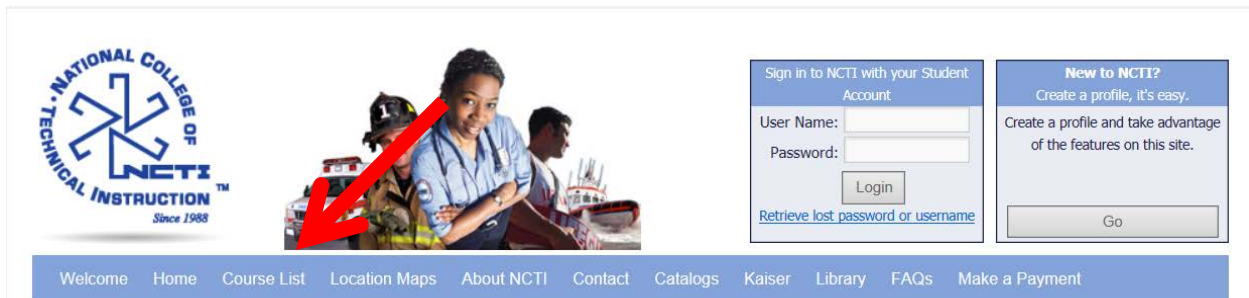 NATIONAL COLLEGE OF
TECHNICAL INSTRUCTION
NCTI
TM
Since 1988
Sign in to NCTI with your Student
Account
User Name:
Password:
Login
Retrieve lost password or username
New to NCTI?
Create a profile, it's easy.
Create a profile and take advantage
of the features on this site.
Go
Welcome Home Course List Location Maps About NCTI Contact Catalogs Kaiser Library FAQs Make a Payment